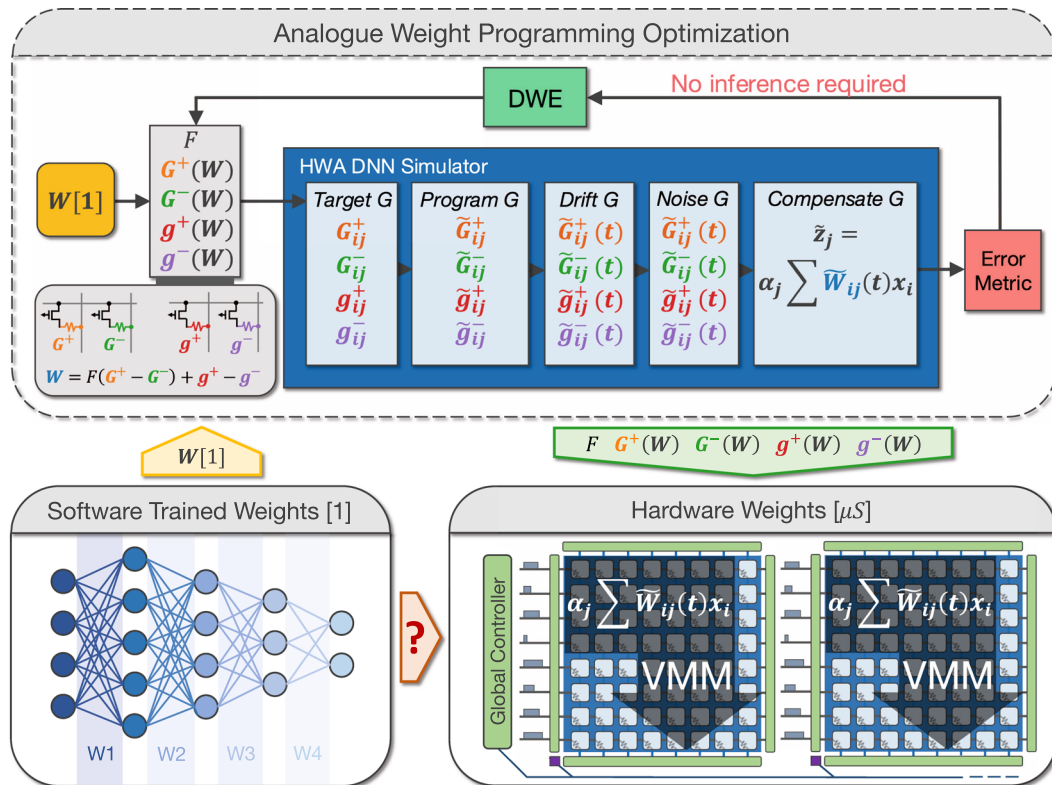 Analogue Weight Programming Optimization
DWE
No inference required
F
G⁺(W)
G⁻(W)
g⁺(W)
g⁻(W)
W[1]
HWA DNN Simulator
Target G
G⁺ᵢⱼ
G⁻ᵢⱼ
g⁺ᵢⱼ
g⁻ᵢⱼ
Program G
G̃⁺ᵢⱼ
G̃⁻ᵢⱼ
g̃⁺ᵢⱼ
g̃⁻ᵢⱼ
Drift G
G̃⁺ᵢⱼ(t)
G̃⁻ᵢⱼ(t)
g̃⁺ᵢⱼ(t)
g̃⁻ᵢⱼ(t)
Noise G
G̃⁺ᵢⱼ(t)
G̃⁻ᵢⱼ(t)
g̃⁺ᵢⱼ(t)
g̃⁻ᵢⱼ(t)
Compensate G
z̃ⱼ =
αⱼ ∑ W̃ᵢⱼ(t)xᵢ
Error
Metric
G⁺ G⁻ g⁺ g⁻
W = F(G⁺ − G⁻) + g⁺ − g⁻
W[1]
F G⁺(W) G⁻(W) g⁺(W) g⁻(W)
Software Trained Weights [1]
W1 W2 W3 W4
?
Hardware Weights [μS]
Global Controller
αⱼ ∑ W̃ᵢⱼ(t)xᵢ
VMM
αⱼ ∑ W̃ᵢⱼ(t)xᵢ
VMM